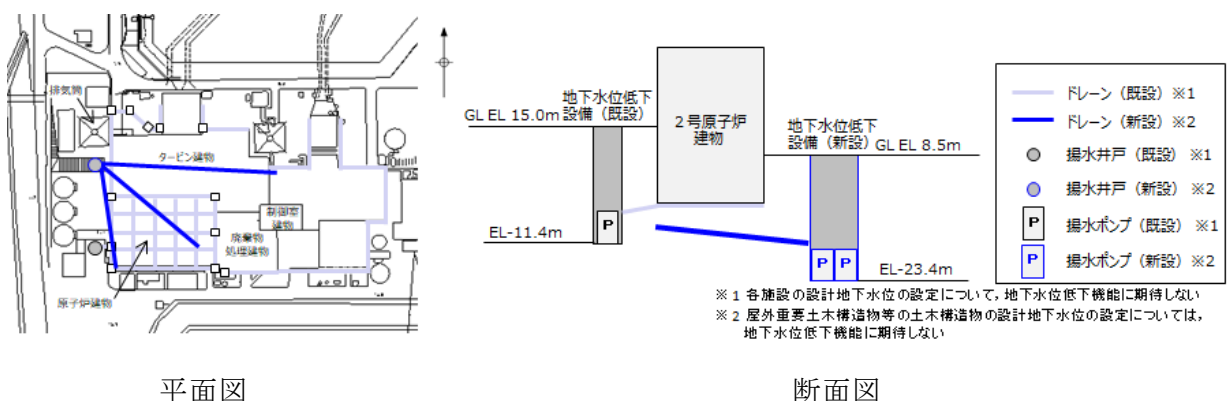 排気筒
タービン建物
制御室
建物
廃棄物
処理建物
原子炉建物
平面図
GL EL 15.0m
地下水位低下
設備（既設）
2号原子炉
建物
地下水位低下
設備（新設）
GL EL 8.5m
P
EL-11.4m
P P
EL-23.4m
ドレーン（既設）※1
ドレーン（新設）※2
揚水井戸（既設）※1
揚水井戸（新設）※2
P 揚水ポンプ（既設）※1
P 揚水ポンプ（新設）※2
※1 各施設の設計地下水位の設定について，地下水位低下機能に期待しない
※2 屋外重要土木構造物等の土木構造物の設計地下水位の設定については，
地下水位低下機能に期待しない
断面図